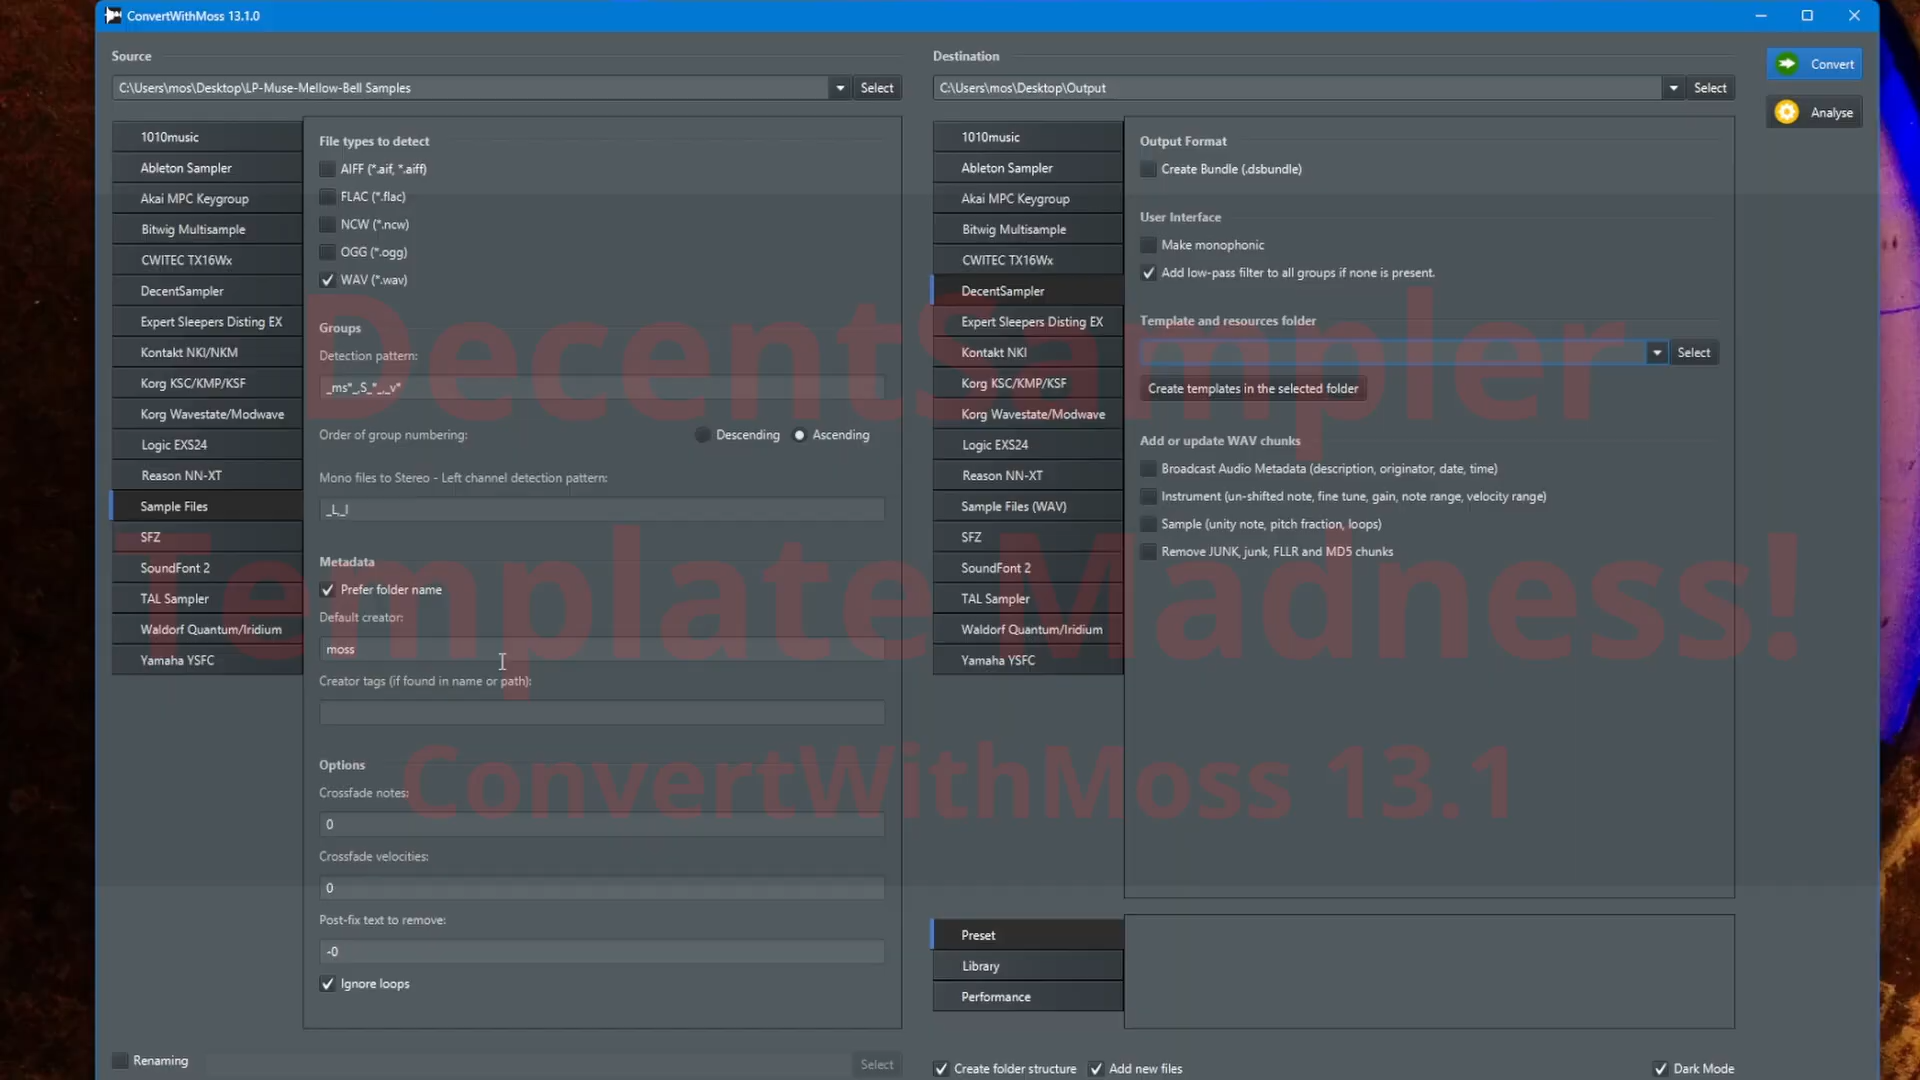 ConvertWithMoss 13.1.0
Source
C:\Users\mos\Desktop\LP-Muse-Mellow-Bell Samples
Select
1010music
Ableton Sampler
Akai MPC Keygroup
Bitwig Multisample
CWITEC TX16Wx
DecentSampler
Expert Sleepers Disting EX
Kontakt NKI/NKM
Korg KSC/KMP/KSF
Korg Wavestate/Modwave
Logic EXS24
Reason NN-XT
Sample Files
SFZ
SoundFont 2
TAL Sampler
Waldorf Quantum/Iridium
Yamaha YSFC
File types to detect
AIFF (*.aif, *.aiff)
FLAC (*.flac)
NCW (*.ncw)
OGG (*.ogg)
WAV (*.wav)
Groups
Detection pattern:
_ms*_,S_*_,_v*
Order of group numbering:
Descending
Ascending
Mono files to Stereo - Left channel detection pattern:
_L,_l
Metadata
Prefer folder name
Default creator:
moss
Creator tags (if found in name or path):
Options
Crossfade notes:
0
Crossfade velocities:
0
Post-fix text to remove:
-0
Ignore loops
Renaming
Select
Destination
C:\Users\mos\Desktop\Output
Select
1010music
Ableton Sampler
Akai MPC Keygroup
Bitwig Multisample
CWITEC TX16Wx
DecentSampler
Expert Sleepers Disting EX
Kontakt NKI
Korg KSC/KMP/KSF
Korg Wavestate/Modwave
Logic EXS24
Reason NN-XT
Sample Files (WAV)
SFZ
SoundFont 2
TAL Sampler
Waldorf Quantum/Iridium
Yamaha YSFC
Output Format
Create Bundle (.dsbundle)
User Interface
Make monophonic
Add low-pass filter to all groups if none is present.
Template and resources folder
Select
Create templates in the selected folder
Add or update WAV chunks
Broadcast Audio Metadata (description, originator, date, time)
Instrument (un-shifted note, fine tune, gain, note range, velocity range)
Sample (unity note, pitch fraction, loops)
Remove JUNK, junk, FLLR and MD5 chunks
Preset
Library
Performance
Create folder structure
Add new files
Dark Mode
Convert
Analyse
DecentSampler
Template Madness!
ConvertWithMoss 13.1